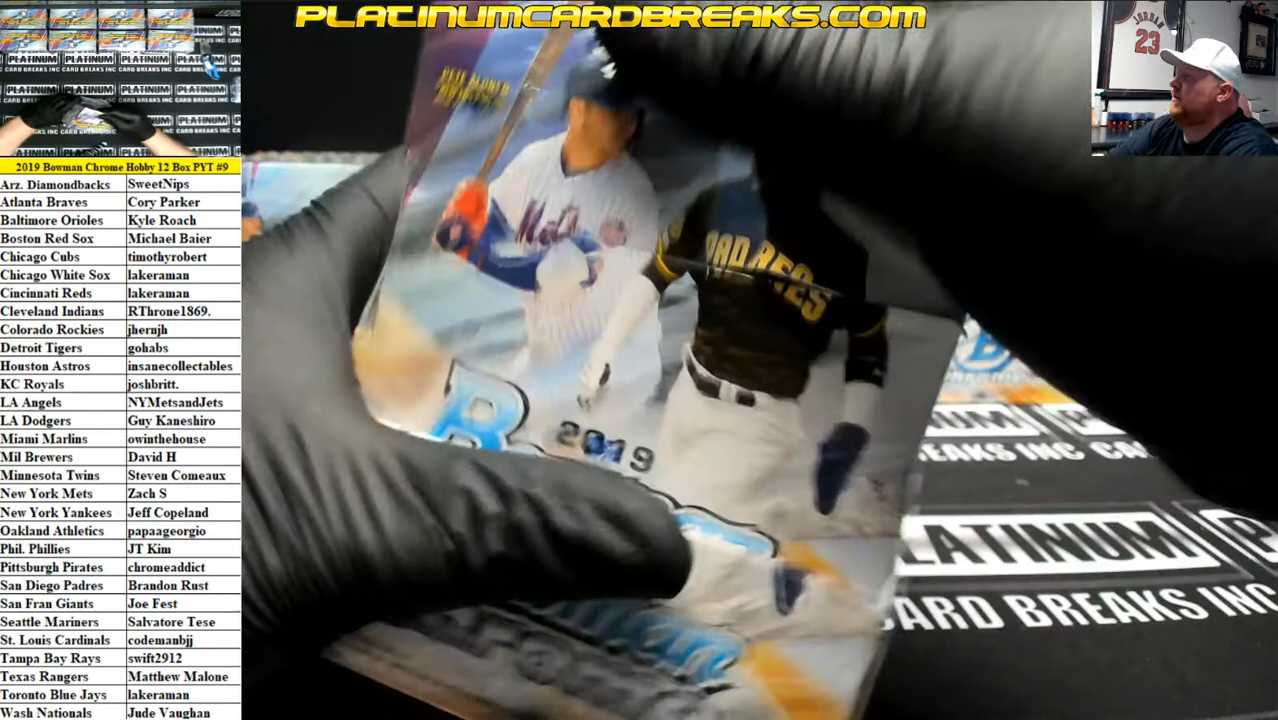 PLATINUMCARDBREAKS.COM
JORDAN
23
PLATINUM
CARD BREAKS INC
2019 Bowman Chrome Hobby 12 Box PYT #9
Arz. Diamondbacks SweetNips
Atlanta Braves Cory Parker
Baltimore Orioles Kyle Roach
Boston Red Sox Michael Baier
Chicago Cubs timothyrobert
Chicago White Sox lakeraman
Cincinnati Reds lakeraman
Cleveland Indians RThrone1869.
Colorado Rockies jhernjh
Detroit Tigers gohabs
Houston Astros insanecollectables
KC Royals joshbritt.
LA Angels NYMetsandJets
LA Dodgers Guy Kaneshiro
Miami Marlins owinthehouse
Mil Brewers David H
Minnesota Twins Steven Comeaux
New York Mets Zach S
New York Yankees Jeff Copeland
Oakland Athletics papaageorgio
Phil. Phillies JT Kim
Pittsburgh Pirates chromeaddict
San Diego Padres Brandon Rust
San Fran Giants Joe Fest
Seattle Mariners Salvatore Tese
St. Louis Cardinals codemanbjj
Tampa Bay Rays swift2912
Texas Rangers Matthew Malone
Toronto Blue Jays lakeraman
Wash Nationals Jude Vaughan
Mets
PADRES
2019
PLATINUM
CARD BREAKS INC